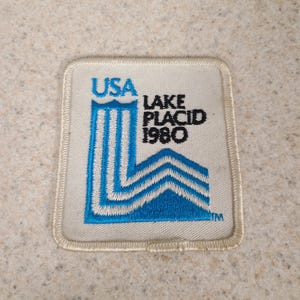 USA
LAKE
PLACID
1980
TM